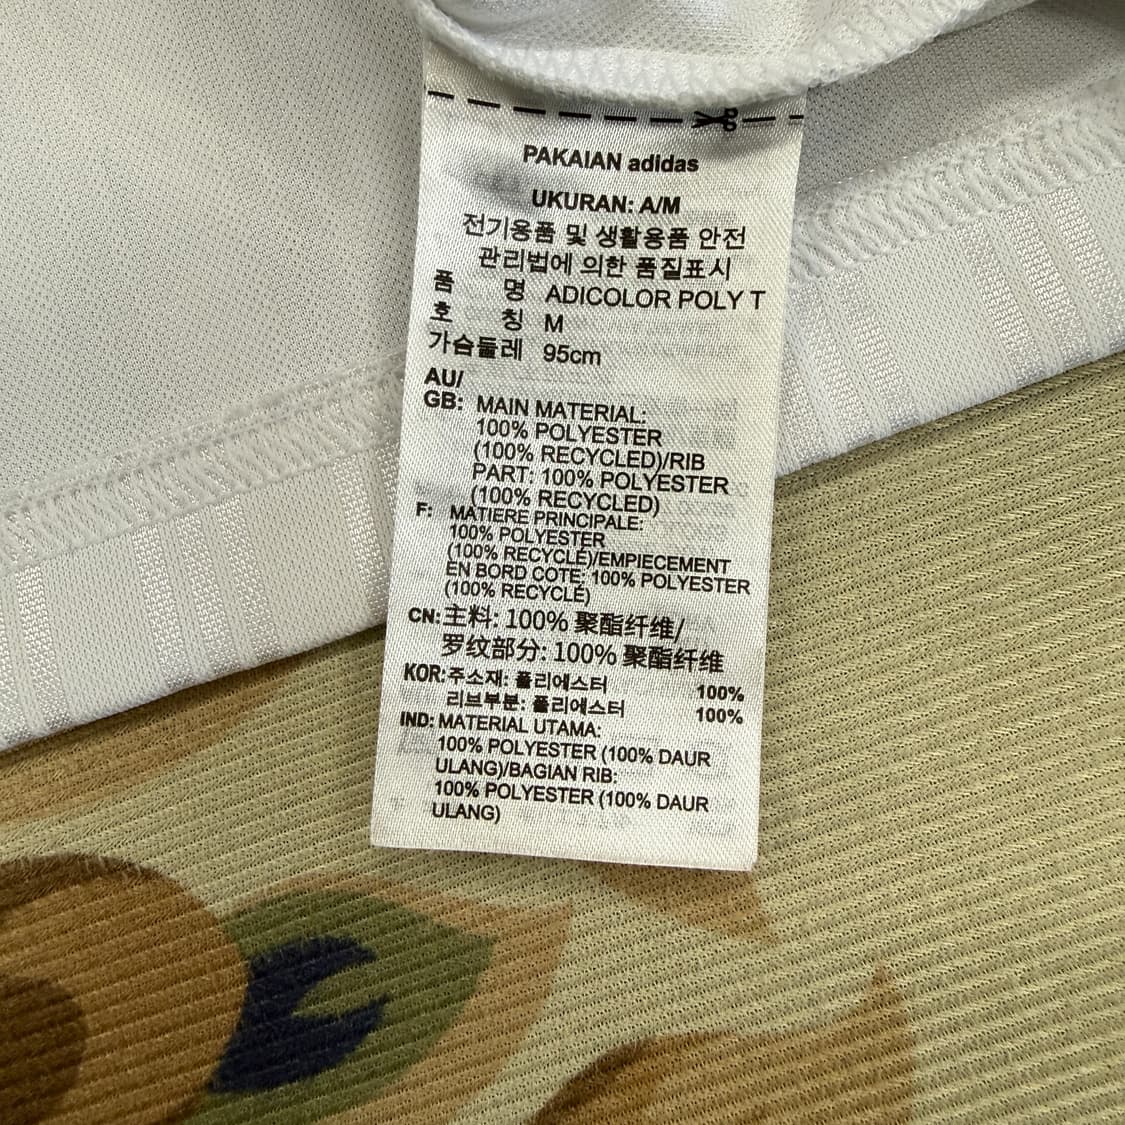 PAKAIAN adidas
UKURAN: A/M
전기용품 및 생활용품 안전
관리법에 의한 품질표시
품 명 ADICOLOR POLY T
호 칭 M
가슴둘레 95cm
AU/
GB: MAIN MATERIAL:
100% POLYESTER
(100% RECYCLED)/RIB
PART: 100% POLYESTER
(100% RECYCLED)
F: MATIERE PRINCIPALE:
100% POLYESTER
(100% RECYCLÉ)/EMPIECEMENT
EN BORD COTE: 100% POLYESTER
(100% RECYCLÉ)
CN: 主料: 100% 聚酯纤维/
罗纹部分: 100% 聚酯纤维
KOR: 주소재: 폴리에스터 100%
리브부분: 폴리에스터 100%
IND: MATERIAL UTAMA:
100% POLYESTER (100% DAUR
ULANG)/BAGIAN RIB:
100% POLYESTER (100% DAUR
ULANG)